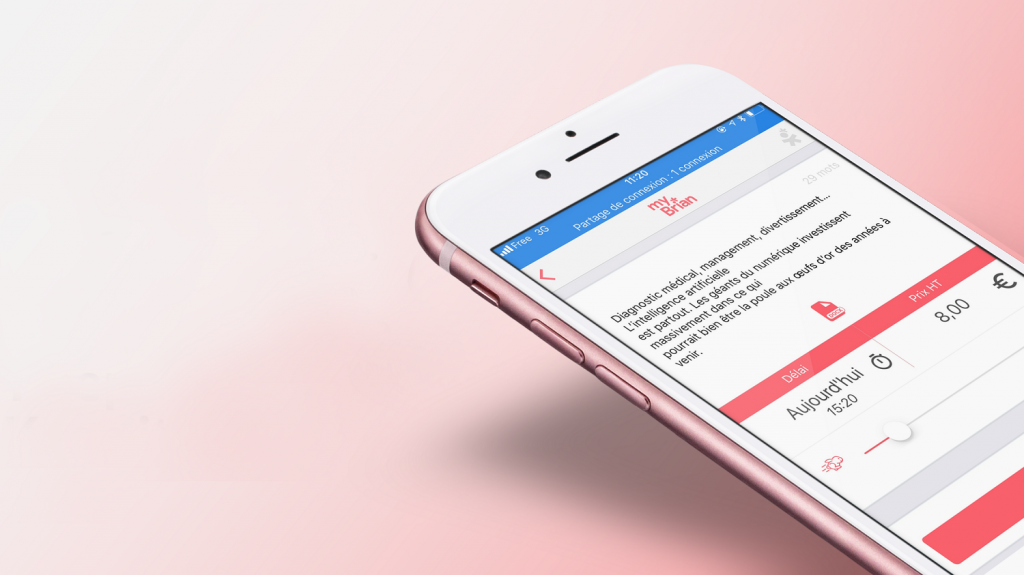 Free 3G
11:20
Partage de connexion : 1 connexion
my
Brian
29 mots
Diagnostic médical, management, divertissement...
L'intelligence artificielle
est partout. Les géants du numérique investissent
massivement dans ce qui
pourrait bien être la poule aux œufs d'or des années à
venir.
Délai
Prix HT
Aujourd'hui
15:20
8,00
€